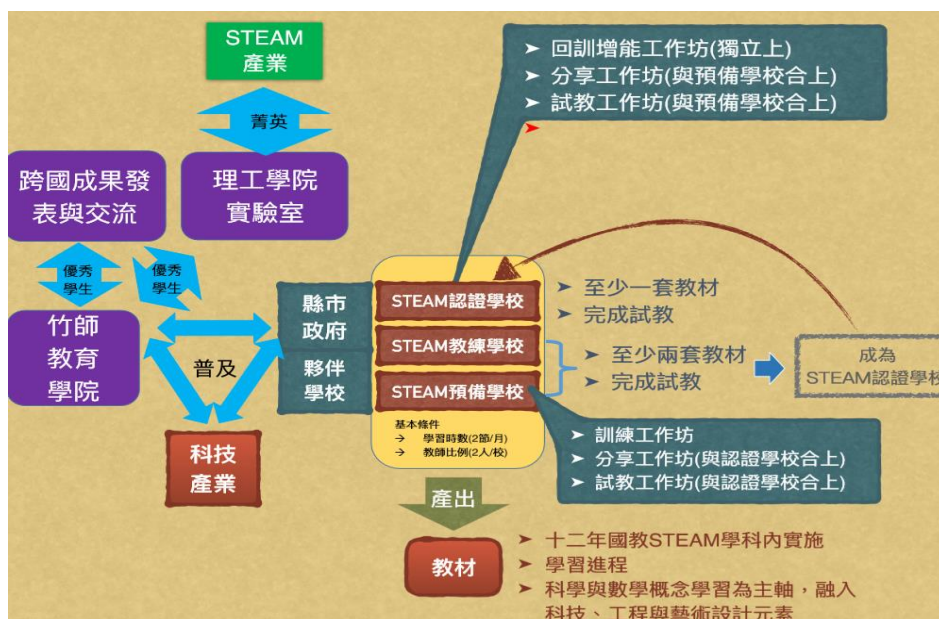 STEAM
產業
菁英
跨國成果發
表與交流
理工學院
實驗室
優秀
學生
優秀
學生
竹師
教育
學院
普及
科技
產業
縣市
政府
夥伴
學校
➤ 回訓增能工作坊(獨立上)
➤ 分享工作坊(與預備學校合上)
➤ 試教工作坊(與預備學校合上)
➤
STEAM認證學校
STEAM教練學校
STEAM預備學校
基本條件
→ 學習時數(2節/月)
→ 教師比例(2人/校)
➤ 至少一套教材
➤ 完成試教
➤ 至少兩套教材
➤ 完成試教
成為
STEAM認證學校
➤ 訓練工作坊
➤ 分享工作坊(與認證學校合上)
➤ 試教工作坊(與認證學校合上)
產出
教材
➤ 十二年國教STEAM學科內實施
➤ 學習進程
➤ 科學與數學概念學習為主軸，融入
科技、工程與藝術設計元素